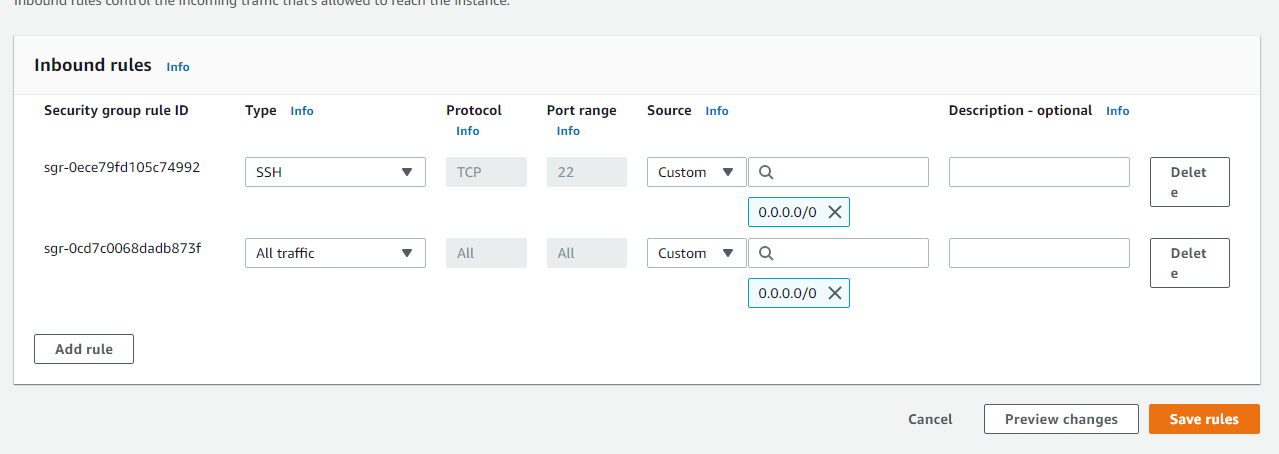 Inbound rules control the incoming traffic that's allowed to reach the instance.
Inbound rules Info
Security group rule ID Type Info Protocol Info Port range Info Source Info Description - optional Info
sgr-0ece79fd105c74992 SSH TCP 22 Custom Delet
e
0.0.0.0/0
sgr-0cd7c0068dadb873f All traffic All All Custom Delet
e
0.0.0.0/0
Add rule
Cancel Preview changes Save rules